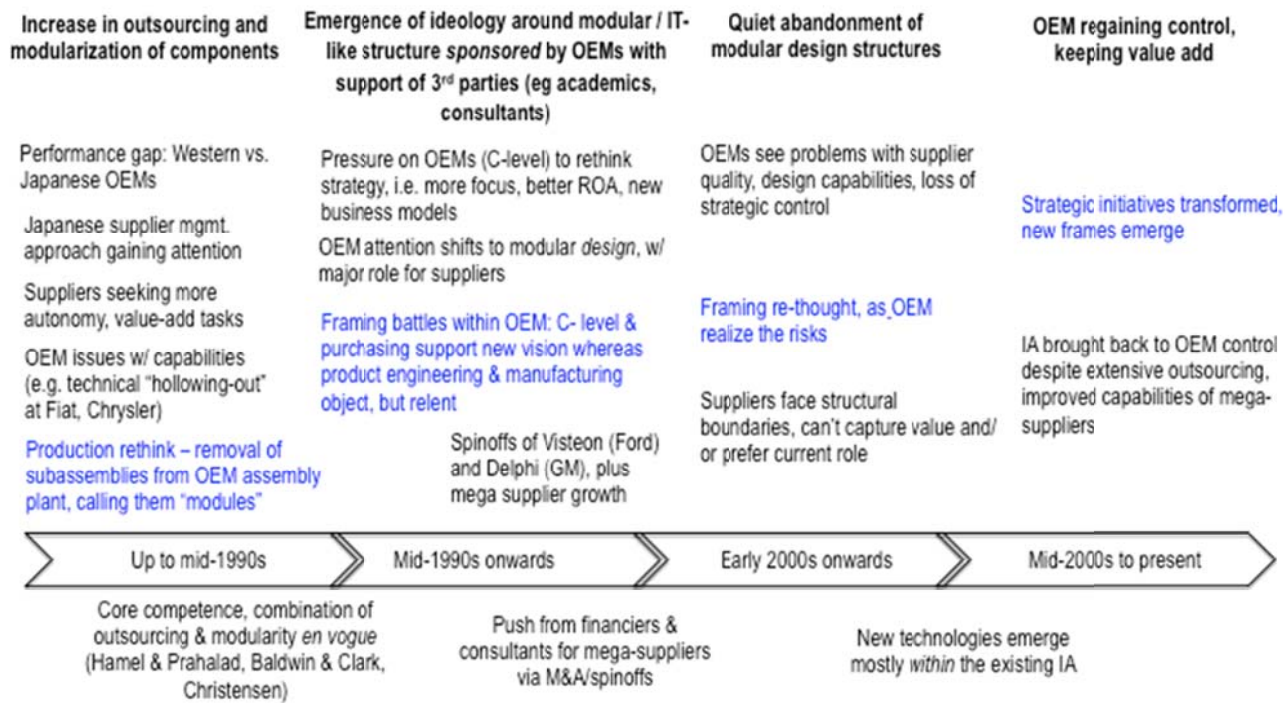 Increase in outsourcing and
modularization of components
Performance gap: Western vs.
Japanese OEMs
Japanese supplier mgmt.
approach gaining attention
Suppliers seeking more
autonomy, value-add tasks
OEM issues w/ capabilities
(e.g. technical “hollowing-out”
at Fiat, Chrysler)
Production rethink – removal of
subassemblies from OEM assembly
plant, calling them “modules”
Emergence of ideology around modular / IT-
like structure sponsored by OEMs with
support of 3rd parties (eg academics,
consultants)
Pressure on OEMs (C-level) to rethink
strategy, i.e. more focus, better ROA, new
business models
OEM attention shifts to modular design, w/
major role for suppliers
Framing battles within OEM: C- level &
purchasing support new vision whereas
product engineering & manufacturing
object, but relent
Spinoffs of Visteon (Ford)
and Delphi (GM), plus
mega supplier growth
Quiet abandonment of
modular design structures
OEMs see problems with supplier
quality, design capabilities, loss of
strategic control
Framing re-thought, as OEM
realize the risks
Suppliers face structural
boundaries, can’t capture value and/
or prefer current role
OEM regaining control,
keeping value add
Strategic initiatives transformed,
new frames emerge
IA brought back to OEM control
despite extensive outsourcing,
improved capabilities of mega-
suppliers
Up to mid-1990s
Mid-1990s onwards
Early 2000s onwards
Mid-2000s to present
Core competence, combination of
outsourcing & modularity en vogue
(Hamel & Prahalad, Baldwin & Clark,
Christensen)
Push from financiers &
consultants for mega-suppliers
via M&A/spinoffs
New technologies emerge
mostly within the existing IA